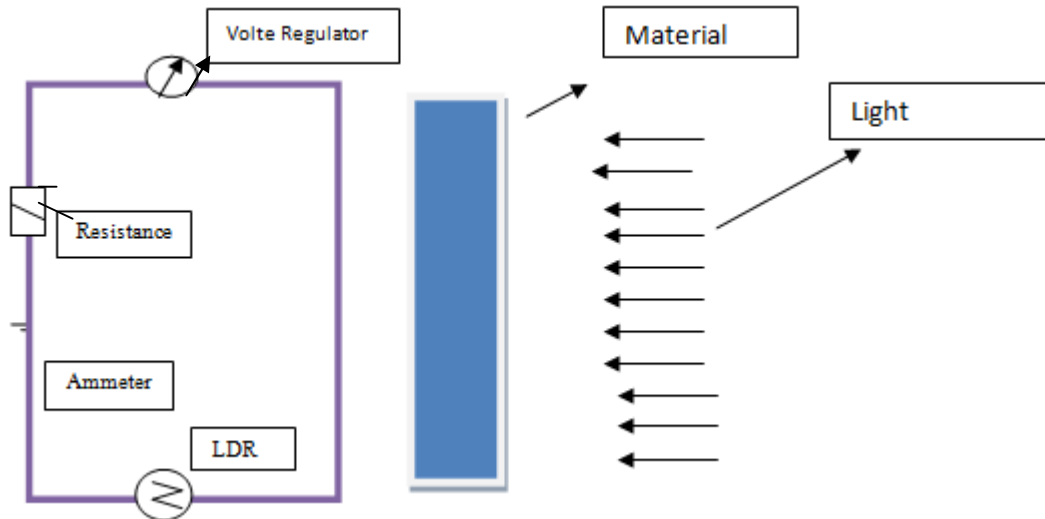 Volte Regulator
Material
Light
Resistance
Ammeter
LDR